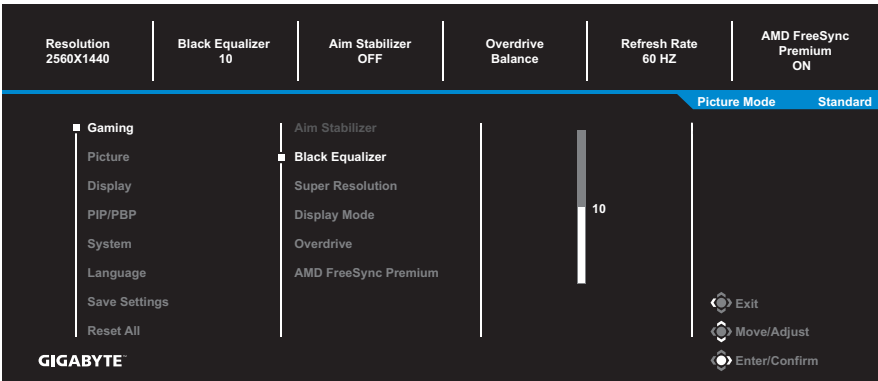 Resolution
2560X1440
Black Equalizer
10
Aim Stabilizer
OFF
Overdrive
Balance
Refresh Rate
60 HZ
AMD FreeSync
Premium
ON
Picture Mode Standard
Gaming
Picture
Display
PIP/PBP
System
Language
Save Settings
Reset All
Aim Stabilizer
Black Equalizer
Super Resolution
Display Mode
Overdrive
AMD FreeSync Premium
10
Exit
Move/Adjust
Enter/Confirm
GIGABYTE™